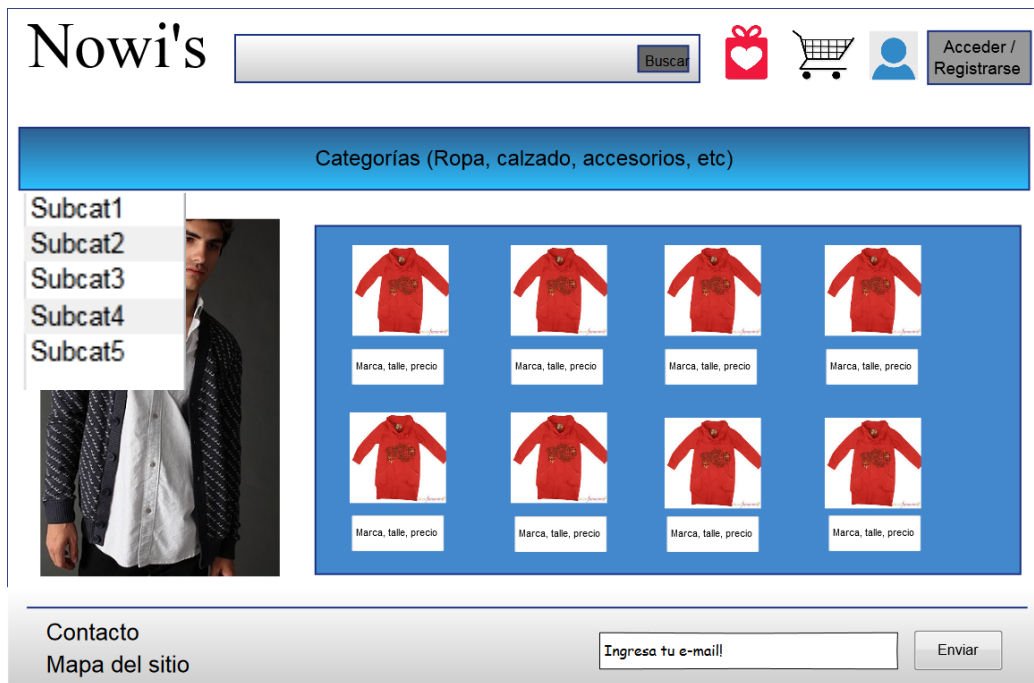 Nowi's
Buscar
Acceder /
Registrarse
Categorías (Ropa, calzado, accesorios, etc)
Subcat1
Subcat2
Subcat3
Subcat4
Subcat5
Marca, talle, precio
Marca, talle, precio
Marca, talle, precio
Marca, talle, precio
Marca, talle, precio
Marca, talle, precio
Marca, talle, precio
Marca, talle, precio
Contacto
Mapa del sitio
Ingresa tu e-mail!
Enviar